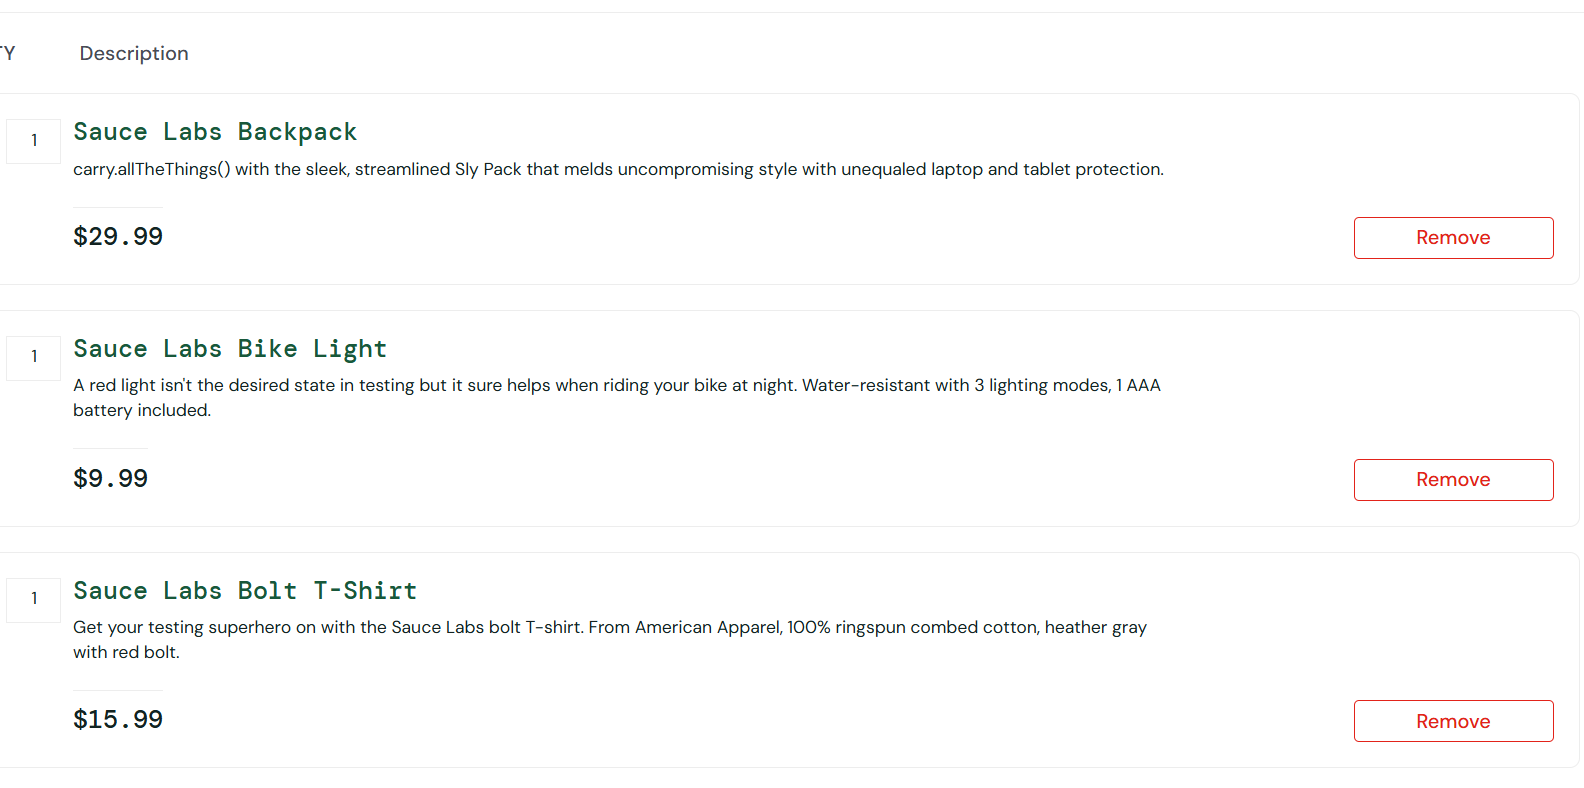 TY Description
1 Sauce Labs Backpack
carry.allTheThings() with the sleek, streamlined Sly Pack that melds uncompromising style with unequaled laptop and tablet protection.
$29.99 Remove
1 Sauce Labs Bike Light
A red light isn't the desired state in testing but it sure helps when riding your bike at night. Water-resistant with 3 lighting modes, 1 AAA
battery included.
$9.99 Remove
1 Sauce Labs Bolt T-Shirt
Get your testing superhero on with the Sauce Labs bolt T-shirt. From American Apparel, 100% ringspun combed cotton, heather gray
with red bolt.
$15.99 Remove